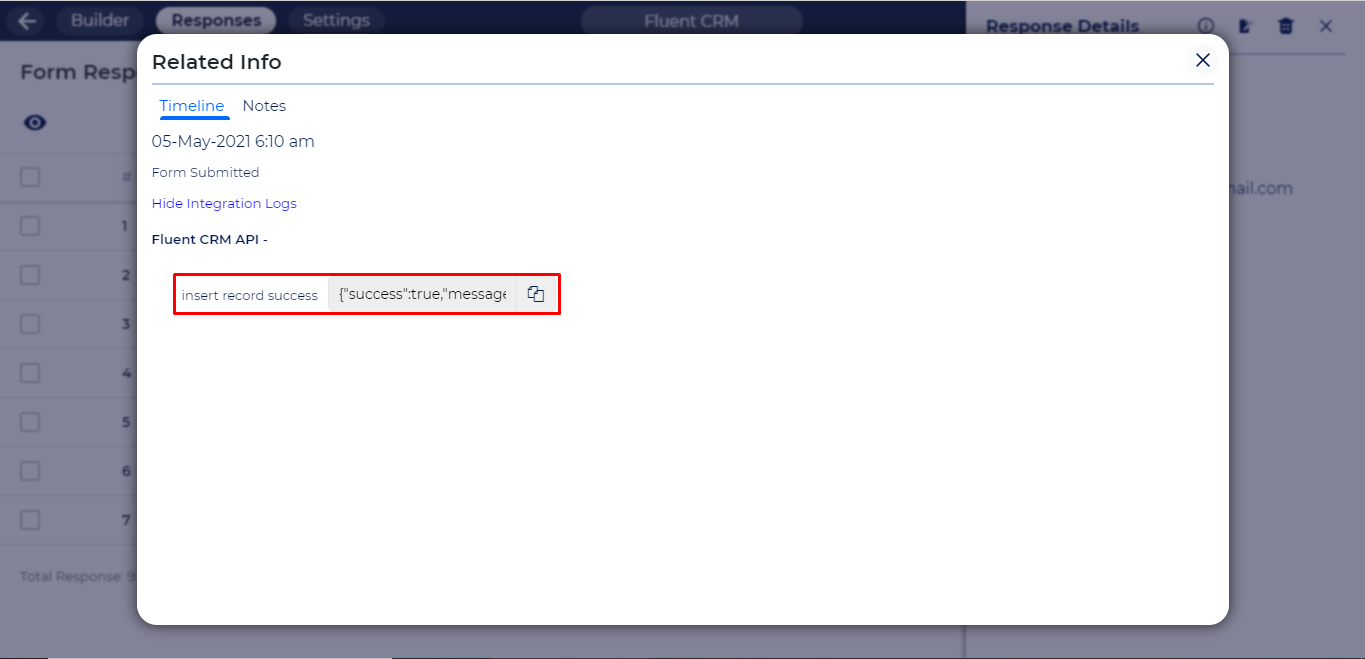 Builder Responses Settings Fluent CRM
Response Details
Form Resp
Related Info
Timeline Notes
05-May-2021 6:10 am
Form Submitted
Hide Integration Logs
Fluent CRM API -
insert record success {"success":true,"message
nail.com
#
1
2
3
4
5
6
7
Total Response: 9